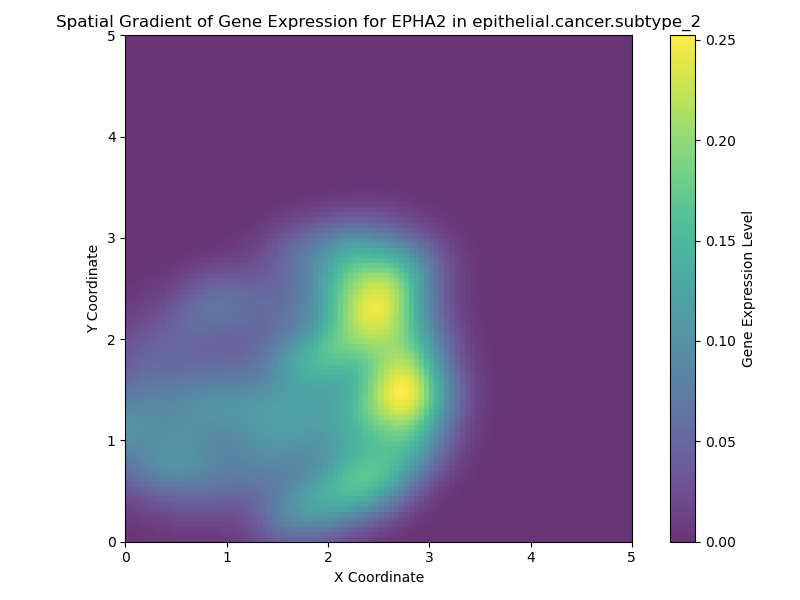 Spatial Gradient of Gene Expression for EPHA2 in epithelial.cancer.subtype_2
5
4
3
2
1
0
0 1 2 3 4 5
X Coordinate
Y Coordinate
0.25
0.20
0.15
0.10
0.05
0.00
Gene Expression Level